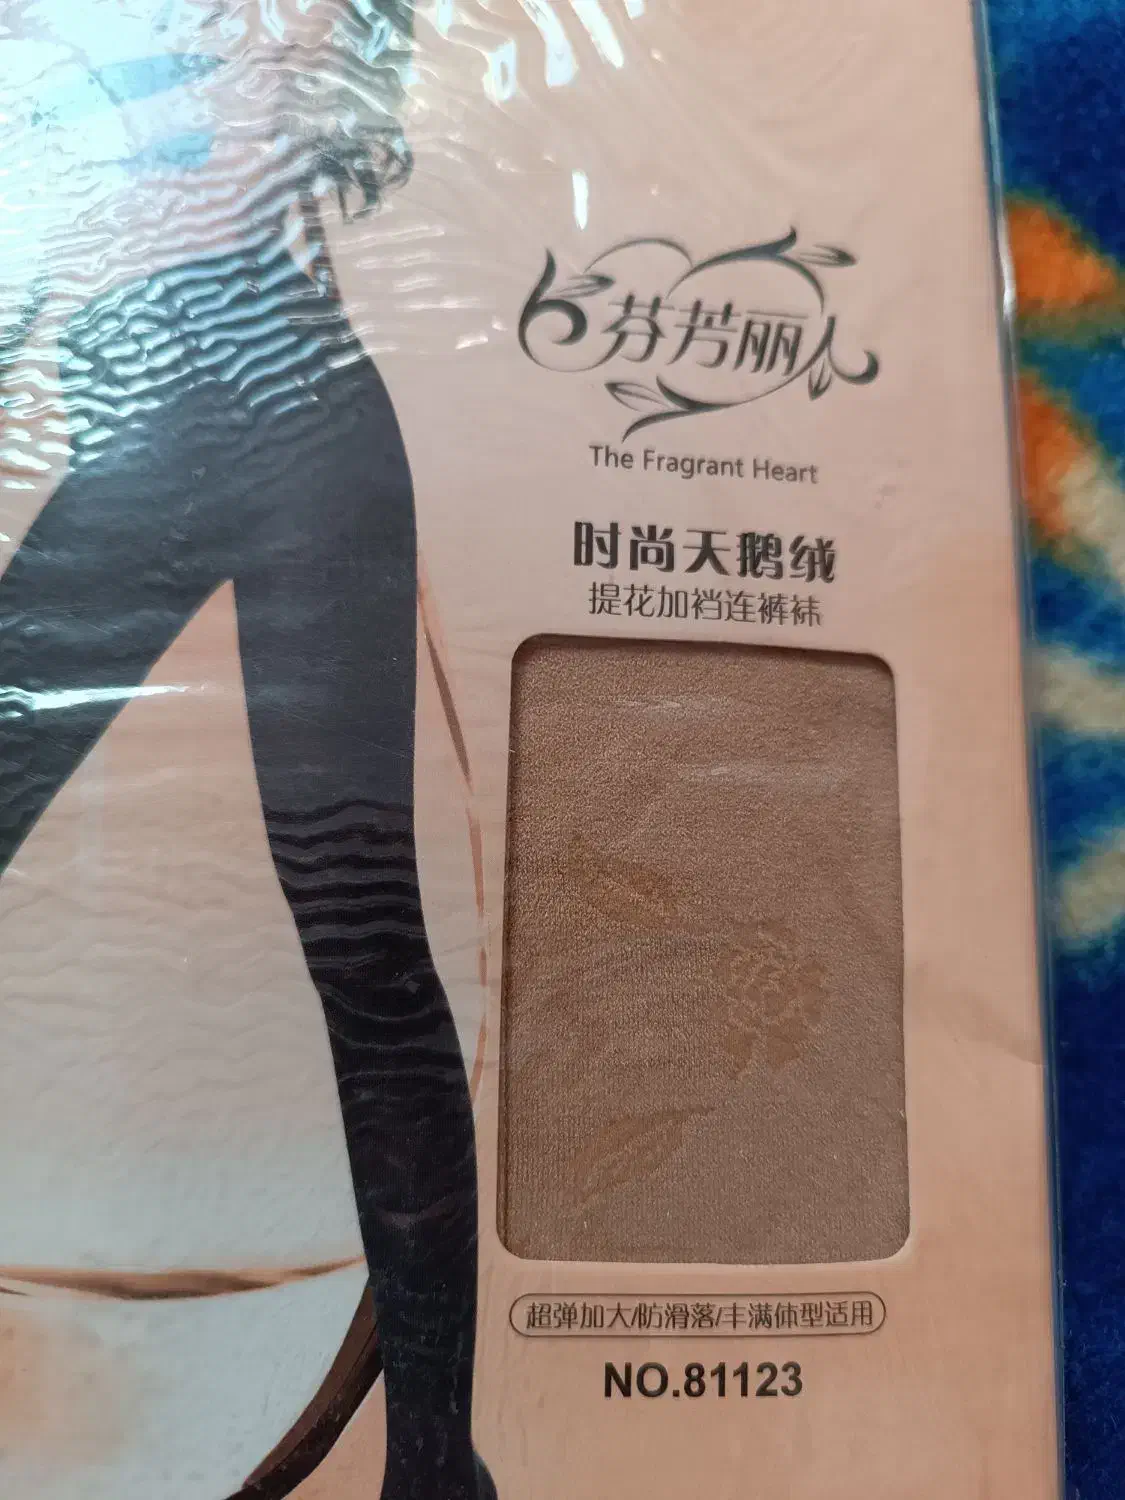 芬芳丽人
The Fragrant Heart
时尚天鹅绒
提花加裆连裤袜
超弹加大/防滑落/丰满体型适用
NO.81123